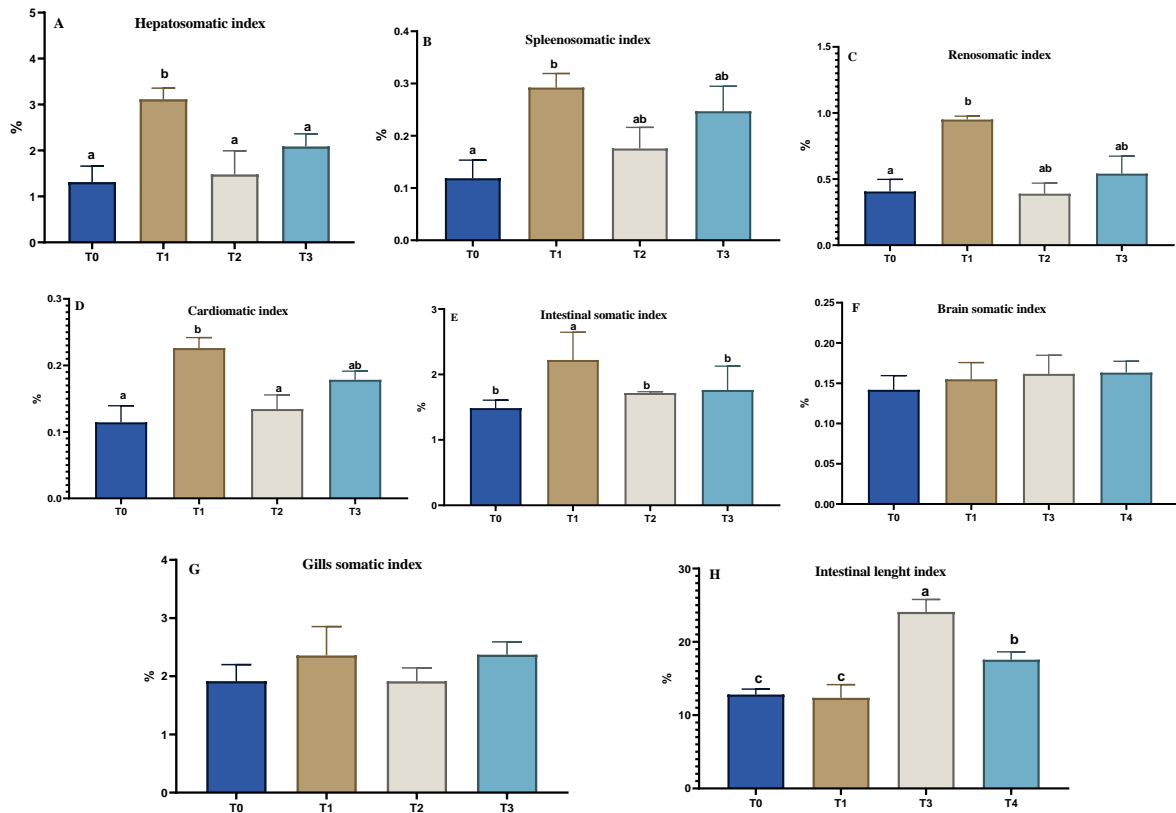 A
Hepatosomatic index
5
4
3
2
1
0
%
a
b
a
a
T0
T1
T2
T3
B
Spleenosomatic index
0.4
0.3
0.2
0.1
0.0
%
a
b
ab
ab
T0
T1
T2
T3
C
Renosomatic index
1.5
1.0
0.5
0.0
%
a
b
ab
ab
T0
T1
T2
T3
D
Cardiomatic index
0.3
0.2
0.1
0.0
%
a
b
a
ab
T0
T1
T2
T3
E
Intestinal somatic index
3
2
1
0
%
b
a
b
b
T0
T1
T2
T3
F
Brain somatic index
0.25
0.20
0.15
0.10
0.05
0.00
%
T0
T1
T3
T4
G
Gills somatic index
4
3
2
1
0
%
T0
T1
T2
T3
H
Intestinal lenght index
30
20
10
0
%
c
c
a
b
T0
T1
T3
T4